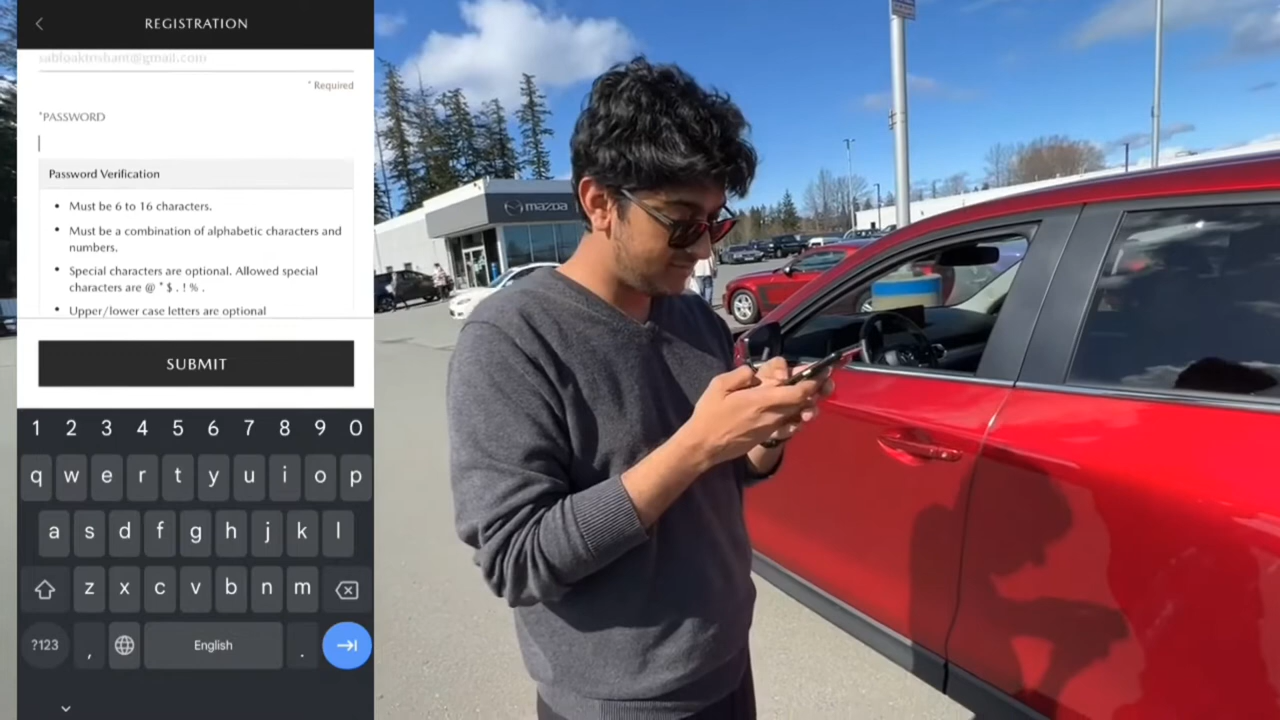 REGISTRATION
* Required
*PASSWORD
Password Verification
• Must be 6 to 16 characters.
• Must be a combination of alphabetic characters and
numbers.
• Special characters are optional. Allowed special
characters are @ * $ . ! % .
• Upper/lower case letters are optional
SUBMIT
1 2 3 4 5 6 7 8 9 0
q w e r t y u i o p
a s d f g h j k l
z x c v b n m
?123 , English .
mazda